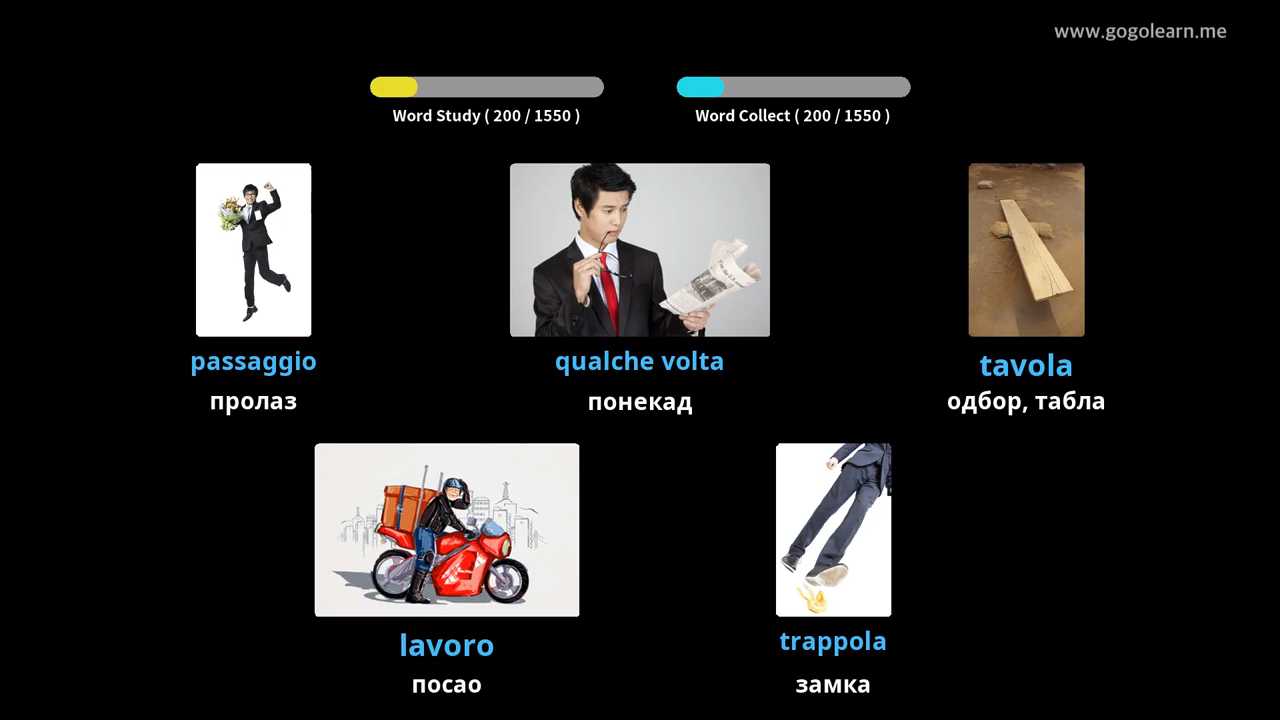 www.gogolearn.me
Word Study ( 200 / 1550 )
Word Collect ( 200 / 1550 )
passaggio
пролаз
qualche volta
понекад
tavola
одбор, табла
lavoro
посао
trappola
замка